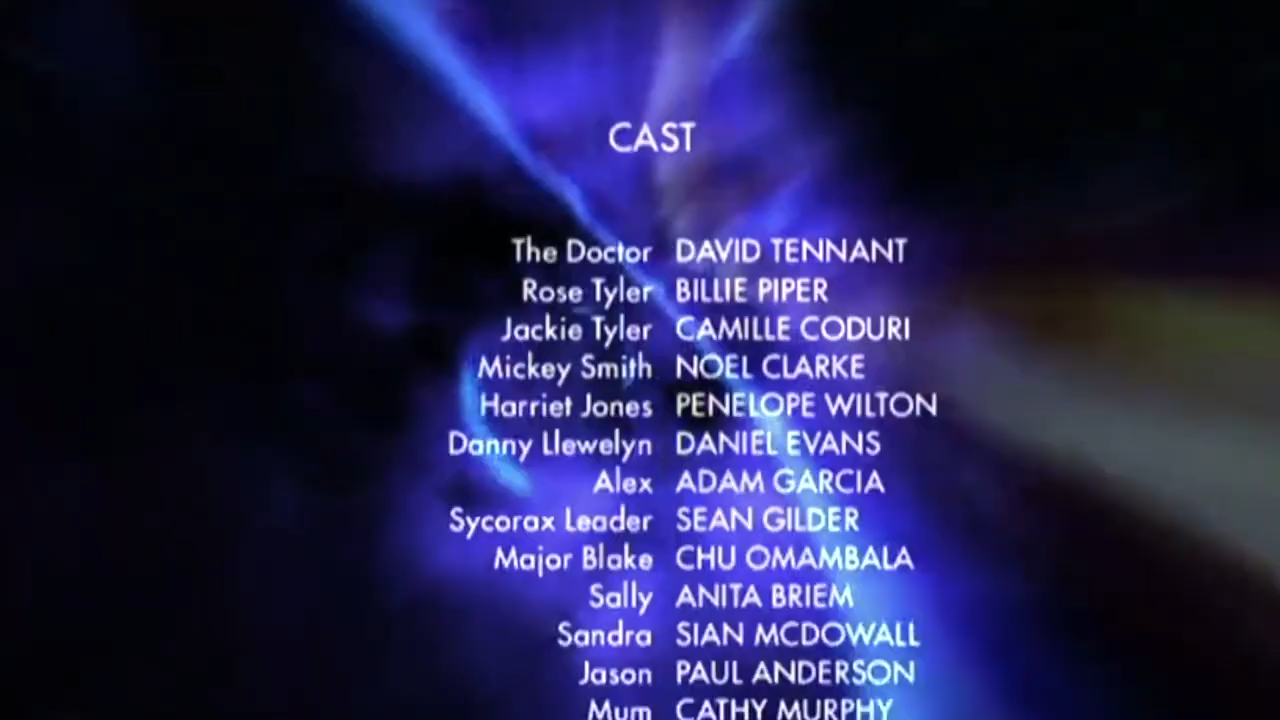 CAST
The Doctor DAVID TENNANT
Rose Tyler BILLIE PIPER
Jackie Tyler CAMILLE CODURI
Mickey Smith NOEL CLARKE
Harriet Jones PENELOPE WILTON
Danny Llewelyn DANIEL EVANS
Alex ADAM GARCIA
Sycorax Leader SEAN GILDER
Major Blake CHU OMAMBALA
Sally ANITA BRIEM
Sandra SIAN MCDOWALL
Jason PAUL ANDERSON
Mum CATHY MURPHY